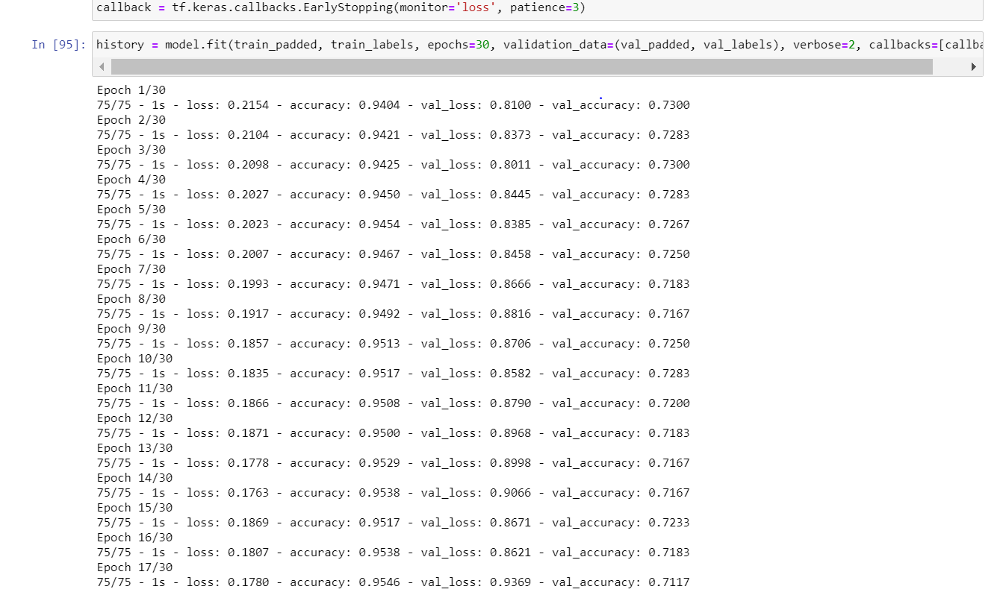 callback = tf.keras.callbacks.EarlyStopping(monitor='loss', patience=3)
In [95]: history = model.fit(train_padded, train_labels, epochs=30, validation_data=(val_padded, val_labels), verbose=2, callbacks=[callba
Epoch 1/30
75/75 - 1s - loss: 0.2154 - accuracy: 0.9404 - val_loss: 0.8100 - val_accuracy: 0.7300
Epoch 2/30
75/75 - 1s - loss: 0.2104 - accuracy: 0.9421 - val_loss: 0.8373 - val_accuracy: 0.7283
Epoch 3/30
75/75 - 1s - loss: 0.2098 - accuracy: 0.9425 - val_loss: 0.8011 - val_accuracy: 0.7300
Epoch 4/30
75/75 - 1s - loss: 0.2027 - accuracy: 0.9450 - val_loss: 0.8445 - val_accuracy: 0.7283
Epoch 5/30
75/75 - 1s - loss: 0.2023 - accuracy: 0.9454 - val_loss: 0.8385 - val_accuracy: 0.7267
Epoch 6/30
75/75 - 1s - loss: 0.2007 - accuracy: 0.9467 - val_loss: 0.8458 - val_accuracy: 0.7250
Epoch 7/30
75/75 - 1s - loss: 0.1993 - accuracy: 0.9471 - val_loss: 0.8666 - val_accuracy: 0.7183
Epoch 8/30
75/75 - 1s - loss: 0.1917 - accuracy: 0.9492 - val_loss: 0.8816 - val_accuracy: 0.7167
Epoch 9/30
75/75 - 1s - loss: 0.1857 - accuracy: 0.9513 - val_loss: 0.8706 - val_accuracy: 0.7250
Epoch 10/30
75/75 - 1s - loss: 0.1835 - accuracy: 0.9517 - val_loss: 0.8582 - val_accuracy: 0.7283
Epoch 11/30
75/75 - 1s - loss: 0.1866 - accuracy: 0.9508 - val_loss: 0.8790 - val_accuracy: 0.7200
Epoch 12/30
75/75 - 1s - loss: 0.1871 - accuracy: 0.9500 - val_loss: 0.8968 - val_accuracy: 0.7183
Epoch 13/30
75/75 - 1s - loss: 0.1778 - accuracy: 0.9529 - val_loss: 0.8998 - val_accuracy: 0.7167
Epoch 14/30
75/75 - 1s - loss: 0.1763 - accuracy: 0.9538 - val_loss: 0.9066 - val_accuracy: 0.7167
Epoch 15/30
75/75 - 1s - loss: 0.1869 - accuracy: 0.9517 - val_loss: 0.8671 - val_accuracy: 0.7233
Epoch 16/30
75/75 - 1s - loss: 0.1807 - accuracy: 0.9538 - val_loss: 0.8621 - val_accuracy: 0.7183
Epoch 17/30
75/75 - 1s - loss: 0.1780 - accuracy: 0.9546 - val_loss: 0.9369 - val_accuracy: 0.7117